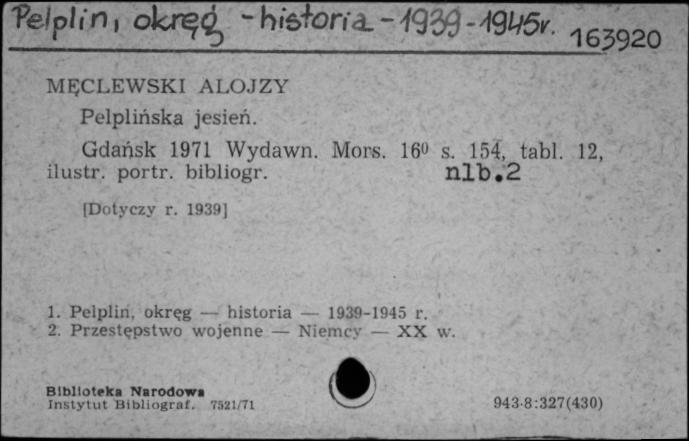 Pelplin, okręg - historia - 1939-1945r. 163920
MĘCLEWSKI ALOJZY
Pelplińska jesień.
Gdańsk 1971 Wydawn. Mors. 16⁰ s. 154, tabl. 12,
ilustr. portr. bibliogr. nlb.2
[Dotyczy r. 1939]
1. Pelplin, okręg — historia — 1939-1945 r.
2. Przestępstwo wojenne — Niemcy — XX w.
Biblioteka Narodowa
Instytut Bibliograf. 7521/71 943.8:327(430)